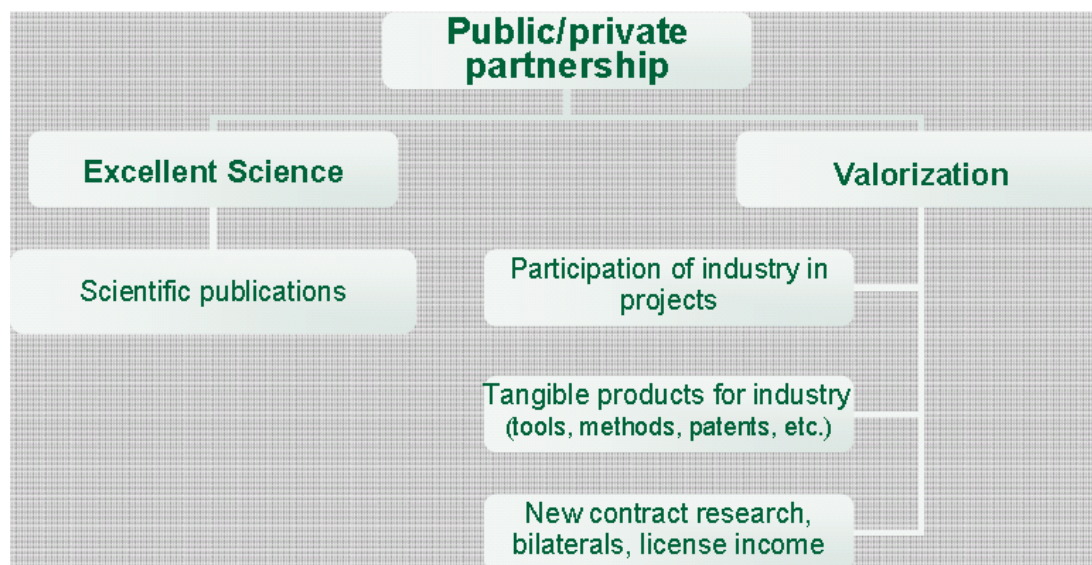 Public/private
partnership
Excellent Science
Valorization
Scientific publications
Participation of industry in
projects
Tangible products for industry
(tools, methods, patents, etc.)
New contract research,
bilaterals, license income